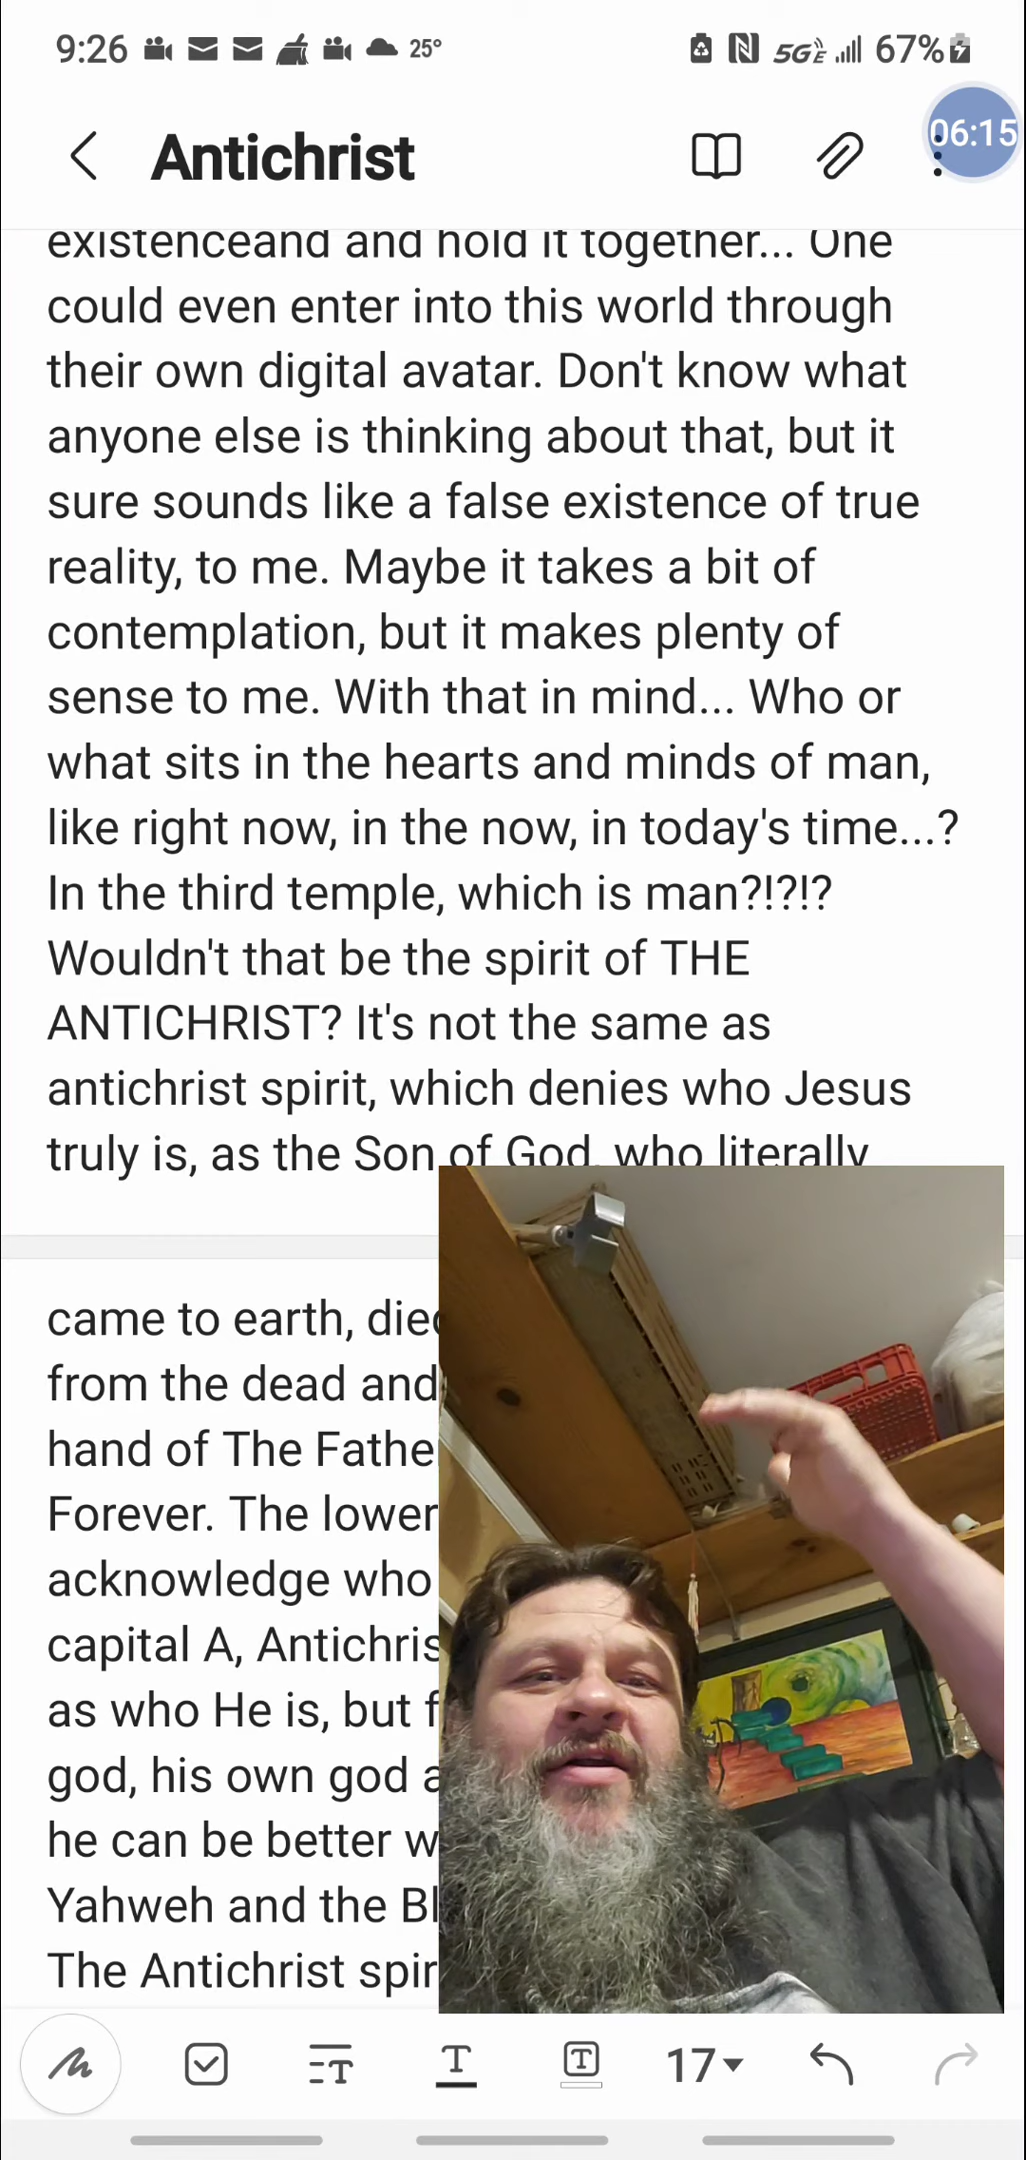 9:26 25° 5GE 67%
Antichrist
06:15
existenceand and hold it together... One
could even enter into this world through
their own digital avatar. Don't know what
anyone else is thinking about that, but it
sure sounds like a false existence of true
reality, to me. Maybe it takes a bit of
contemplation, but it makes plenty of
sense to me. With that in mind... Who or
what sits in the hearts and minds of man,
like right now, in the now, in today's time...?
In the third temple, which is man?!?!?
Wouldn't that be the spirit of THE
ANTICHRIST? It's not the same as
antichrist spirit, which denies who Jesus
truly is, as the Son of God, who literally
came to earth, died
from the dead and
hand of The Fathe
Forever. The lower
acknowledge who
capital A, Antichris
as who He is, but f
god, his own god a
he can be better w
Yahweh and the Bl
The Antichrist spir
17